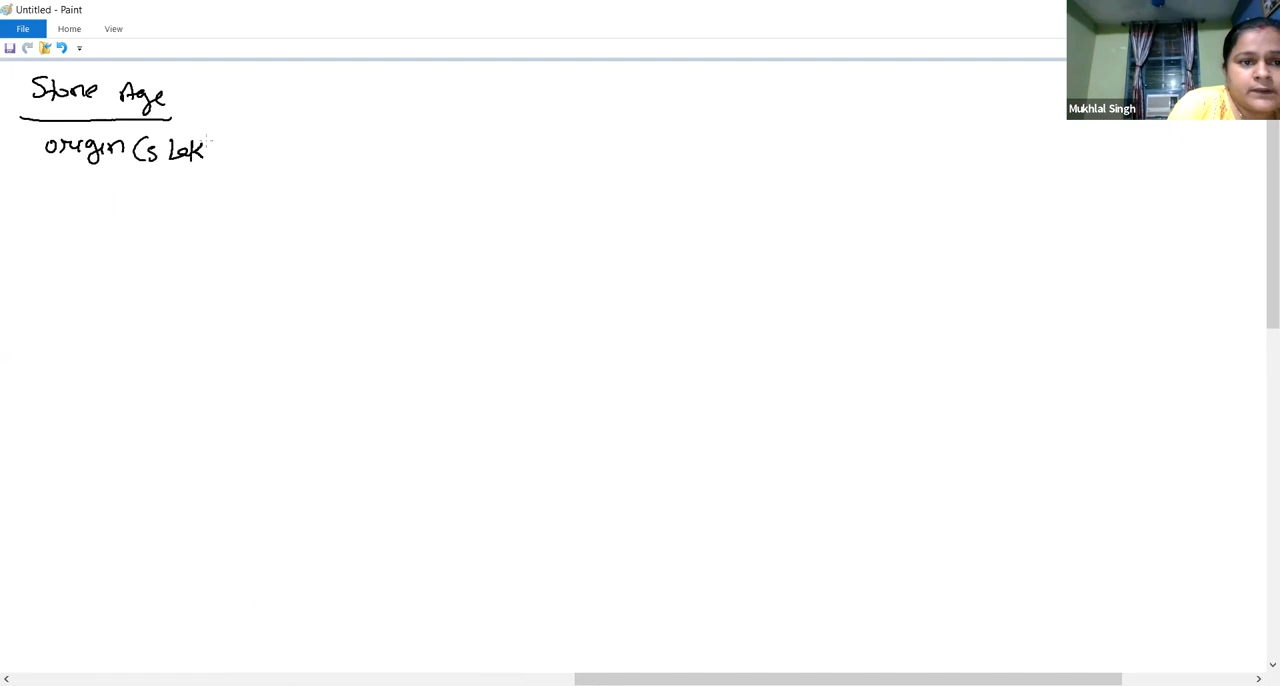 Untitled - Paint
File Home View
Mukhlal Singh
Stone Age
origin (5 Lak